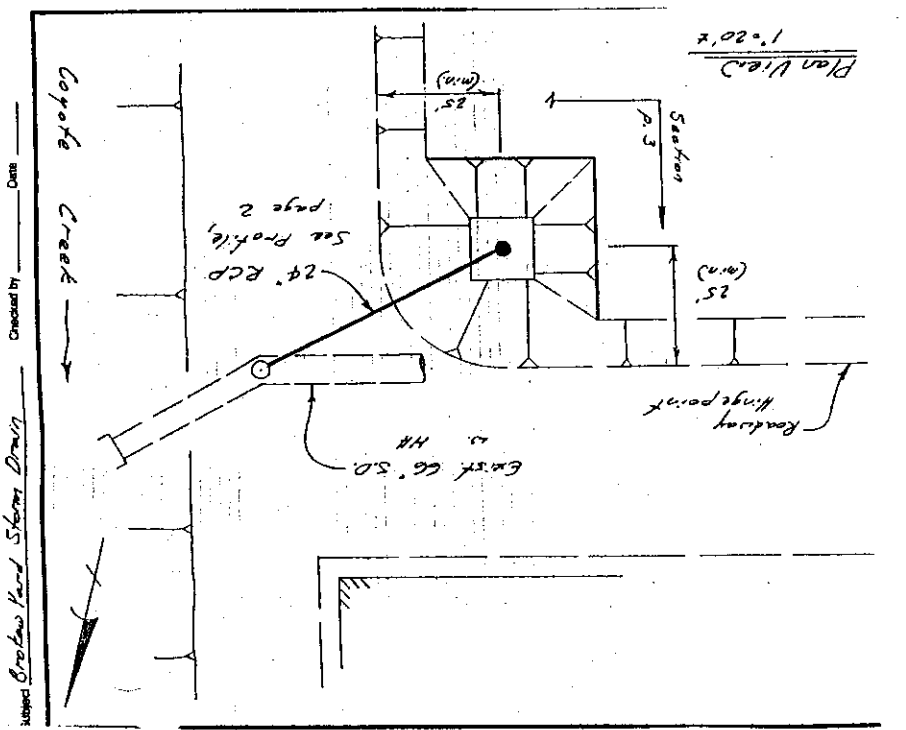 Subject Brokaw Yard Storm Drain Checked by Date
Coyote Creek
Plan View
1"=20'±
Section
p. 3
25'
(min)
25'
(min)
24" RCP
See Profile,
page 2
Exist. 66" S.D.
w. MH
Roadway
Hingepoint